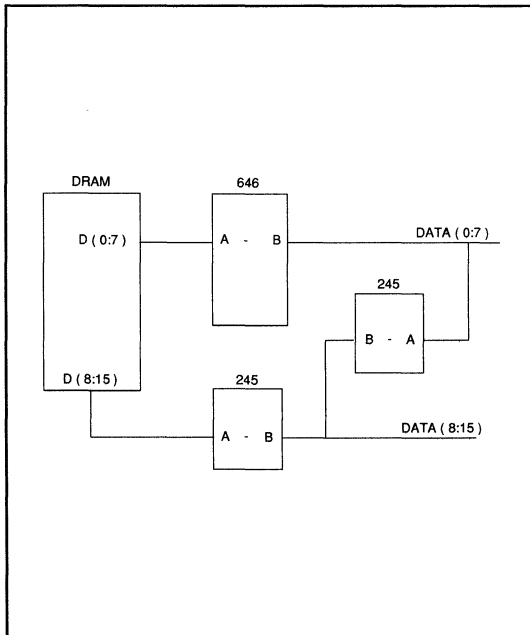 DRAM
646
D ( 0:7 )
A - B
DATA ( 0:7 )
245
B - A
D ( 8:15 )
245
A - B
DATA ( 8:15 )